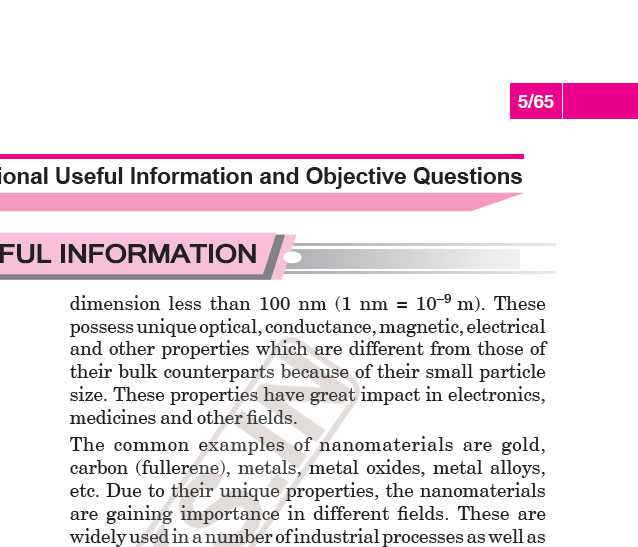 5/65
ional Useful Information and Objective Questions
FUL INFORMATION
dimension less than 100 nm (1 nm = 10⁻⁹ m). These
possess unique optical, conductance, magnetic, electrical
and other properties which are different from those of
their bulk counterparts because of their small particle
size. These properties have great impact in electronics,
medicines and other fields.
The common examples of nanomaterials are gold,
carbon (fullerene), metals, metal oxides, metal alloys,
etc. Due to their unique properties, the nanomaterials
are gaining importance in different fields. These are
widely used in a number of industrial processes as well as
SIN